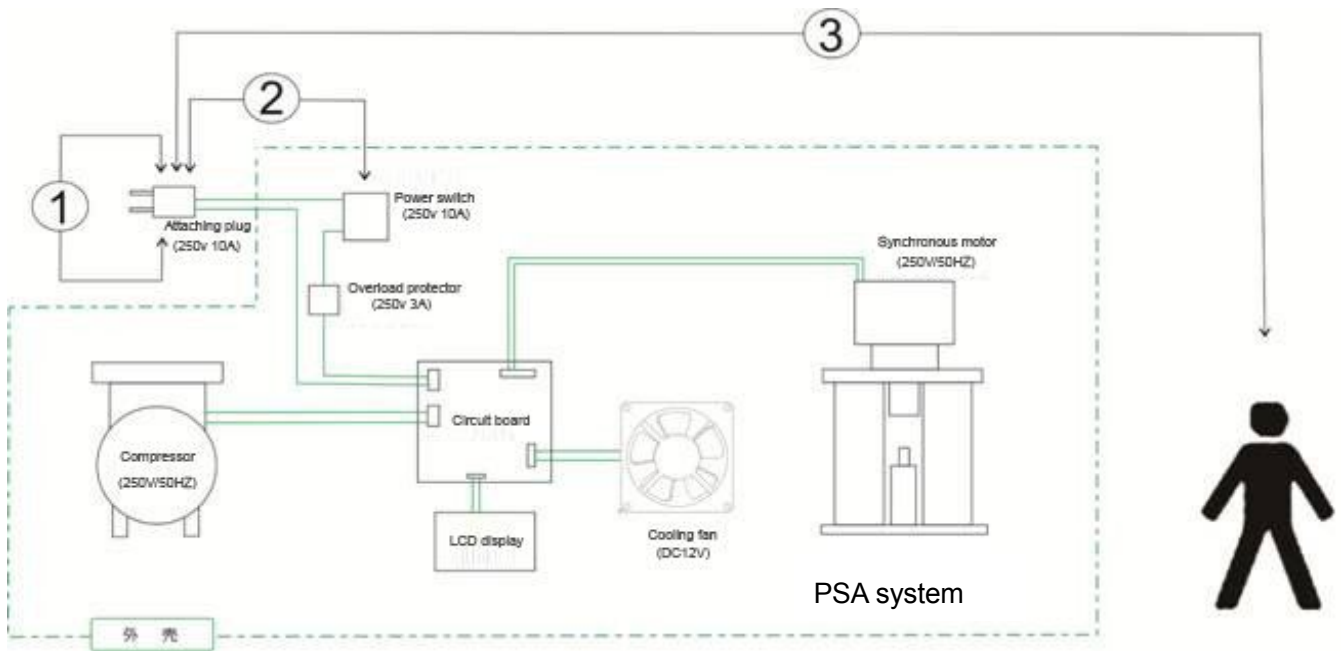 3
2
1
Attaching plug
(250v 10A)
Power switch
(250v 10A)
Overload protector
(250v 3A)
Synchronous motor
(250V/50HZ)
Circuit board
Compressor
(250V/50HZ)
LCD display
Cooling fan
(DC12V)
PSA system
外 壳